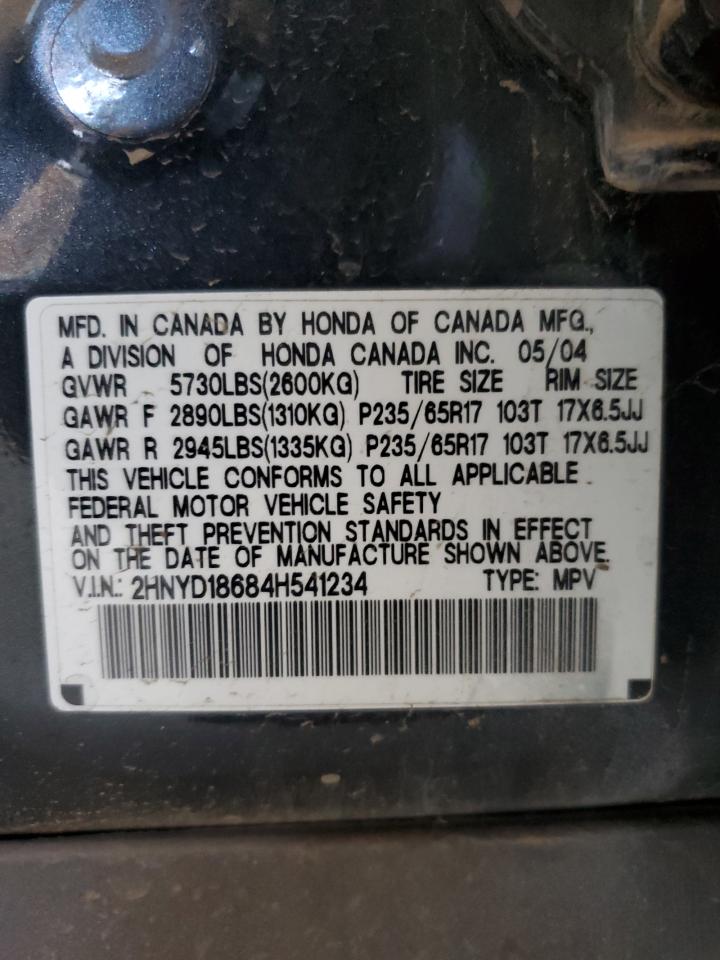 MFD. IN CANADA BY HONDA OF CANADA MFG.,
A DIVISION OF HONDA CANADA INC. 05/04
GVWR 5730LBS(2600KG) TIRE SIZE RIM SIZE
GAWR F 2890LBS(1310KG) P235/65R17 103T 17X6.5JJ
GAWR R 2945LBS(1335KG) P235/65R17 103T 17X6.5JJ
THIS VEHICLE CONFORMS TO ALL APPLICABLE
FEDERAL MOTOR VEHICLE SAFETY
AND THEFT PREVENTION STANDARDS IN EFFECT
ON THE DATE OF MANUFACTURE SHOWN ABOVE.
V.I.N.: 2HNYD18684H541234 TYPE: MPV